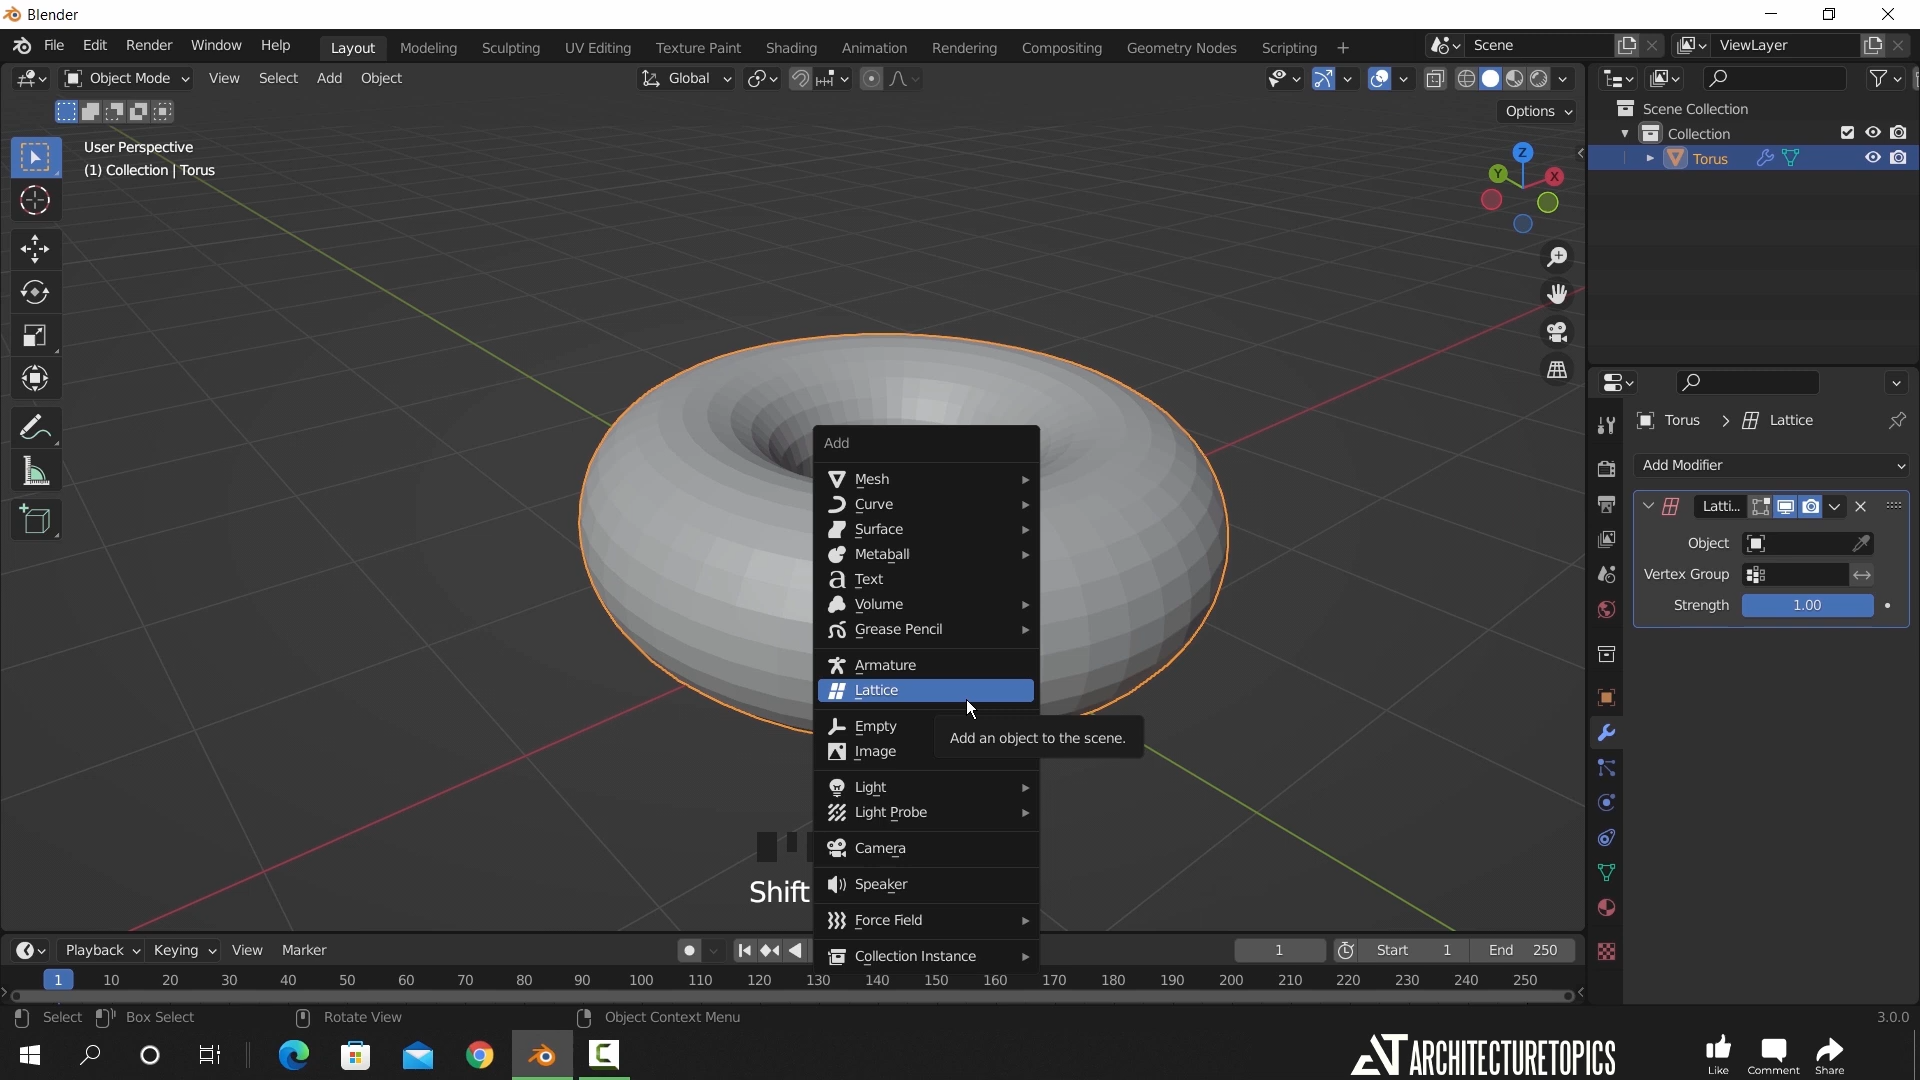 Blender
File Edit Render Window Help Layout Modeling Sculpting UV Editing Texture Paint Shading Animation Rendering Compositing Geometry Nodes Scripting + Scene ViewLayer
Object Mode View Select Add Object Global
Options
User Perspective
(1) Collection | Torus
Z
Y
X
Scene Collection
Collection
Torus
Torus > Lattice
Add Modifier
Latti...
Object
Vertex Group
Strength 1.00
Add
Mesh
Curve
Surface
Metaball
Text
Volume
Grease Pencil
Armature
Lattice
Empty
Image
Light
Light Probe
Camera
Speaker
Force Field
Collection Instance
Add an object to the scene.
Shift
Playback Keying View Marker 1 Start 1 End 250
1 10 20 30 40 50 60 70 80 90 100 110 120 130 140 150 160 170 180 190 200 210 220 230 240 250
Select Box Select Rotate View Object Context Menu 3.0.0
ARCHITECTURETOPICS
Like Comment Share